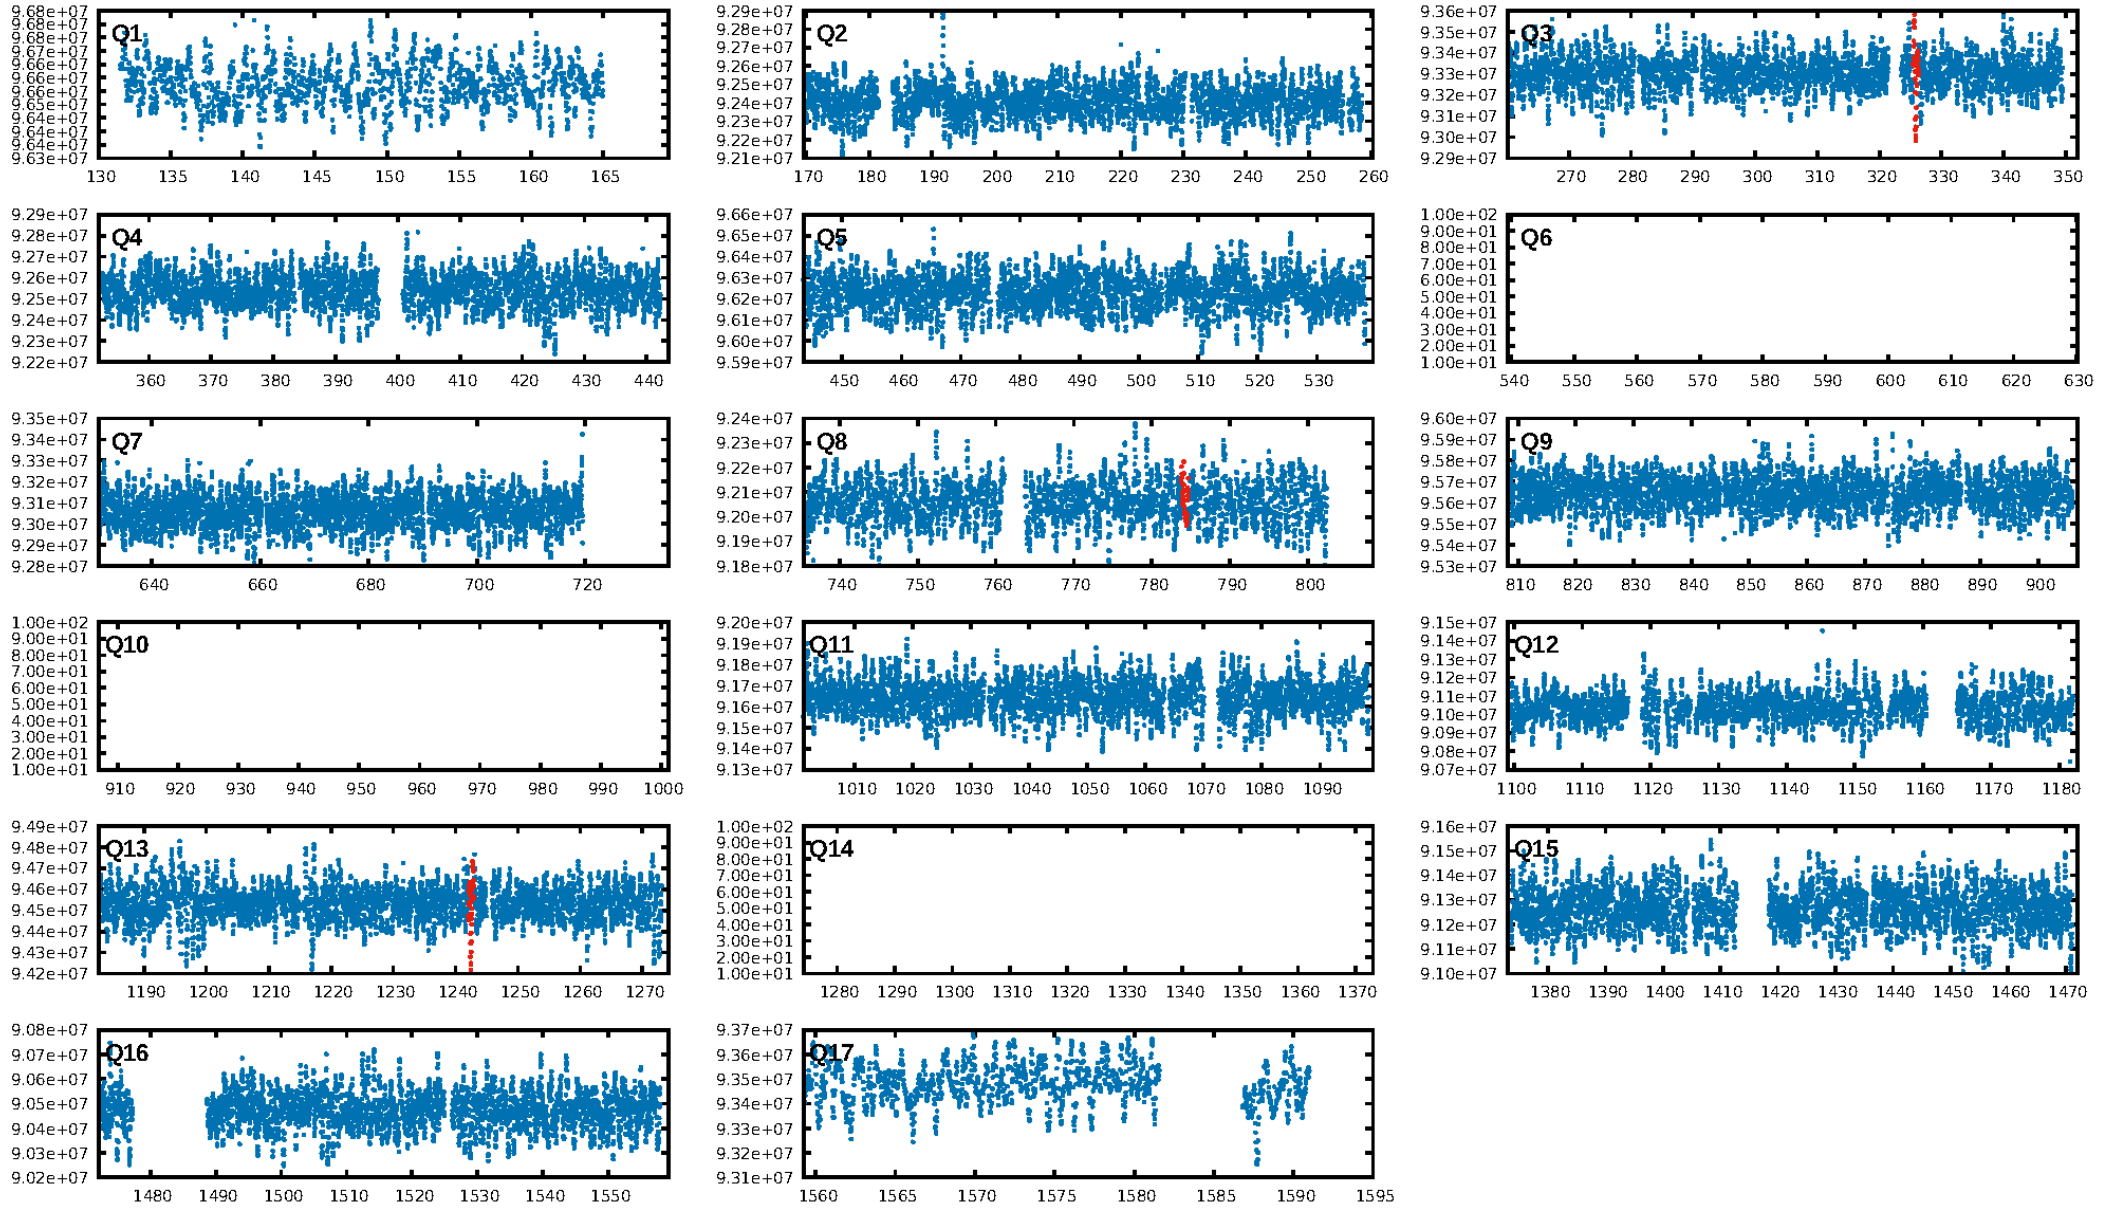 Q1
9.68e+07
9.68e+07
9.67e+07
9.67e+07
9.66e+07
9.66e+07
9.65e+07
9.65e+07
9.64e+07
9.64e+07
9.63e+07
130 135 140 145 150 155 160 165
Q2
9.29e+07
9.28e+07
9.27e+07
9.26e+07
9.25e+07
9.24e+07
9.23e+07
9.22e+07
9.21e+07
170 180 190 200 210 220 230 240 250 260
Q3
9.36e+07
9.35e+07
9.34e+07
9.33e+07
9.32e+07
9.31e+07
9.30e+07
9.29e+07
270 280 290 300 310 320 330 340 350
Q4
9.29e+07
9.28e+07
9.27e+07
9.26e+07
9.25e+07
9.24e+07
9.23e+07
9.22e+07
360 370 380 390 400 410 420 430 440
Q5
9.66e+07
9.65e+07
9.64e+07
9.63e+07
9.62e+07
9.61e+07
9.60e+07
9.59e+07
450 460 470 480 490 500 510 520 530
Q6
1.00e+02
9.00e+01
8.00e+01
7.00e+01
6.00e+01
5.00e+01
4.00e+01
3.00e+01
2.00e+01
1.00e+01
540 550 560 570 580 590 600 610 620 630
Q7
9.35e+07
9.34e+07
9.33e+07
9.32e+07
9.31e+07
9.30e+07
9.29e+07
9.28e+07
640 660 680 700 720
Q8
9.24e+07
9.23e+07
9.22e+07
9.21e+07
9.20e+07
9.19e+07
9.18e+07
740 750 760 770 780 790 800
Q9
9.60e+07
9.59e+07
9.58e+07
9.57e+07
9.56e+07
9.55e+07
9.54e+07
9.53e+07
810 820 830 840 850 860 870 880 890 900
Q10
1.00e+02
9.00e+01
8.00e+01
7.00e+01
6.00e+01
5.00e+01
4.00e+01
3.00e+01
2.00e+01
1.00e+01
910 920 930 940 950 960 970 980 990 1000
Q11
9.20e+07
9.19e+07
9.18e+07
9.17e+07
9.16e+07
9.15e+07
9.14e+07
9.13e+07
1010 1020 1030 1040 1050 1060 1070 1080 1090
Q12
9.15e+07
9.14e+07
9.13e+07
9.12e+07
9.11e+07
9.10e+07
9.09e+07
9.08e+07
9.07e+07
1100 1110 1120 1130 1140 1150 1160 1170 1180
Q13
9.49e+07
9.48e+07
9.47e+07
9.46e+07
9.45e+07
9.44e+07
9.43e+07
9.42e+07
1190 1200 1210 1220 1230 1240 1250 1260 1270
Q14
1.00e+02
9.00e+01
8.00e+01
7.00e+01
6.00e+01
5.00e+01
4.00e+01
3.00e+01
2.00e+01
1.00e+01
1280 1290 1300 1310 1320 1330 1340 1350 1360 1370
Q15
9.16e+07
9.15e+07
9.14e+07
9.13e+07
9.12e+07
9.11e+07
9.10e+07
1380 1390 1400 1410 1420 1430 1440 1450 1460 1470
Q16
9.08e+07
9.07e+07
9.06e+07
9.05e+07
9.04e+07
9.03e+07
9.02e+07
1480 1490 1500 1510 1520 1530 1540 1550
Q17
9.37e+07
9.36e+07
9.35e+07
9.34e+07
9.33e+07
9.32e+07
9.31e+07
1560 1565 1570 1575 1580 1585 1590 1595